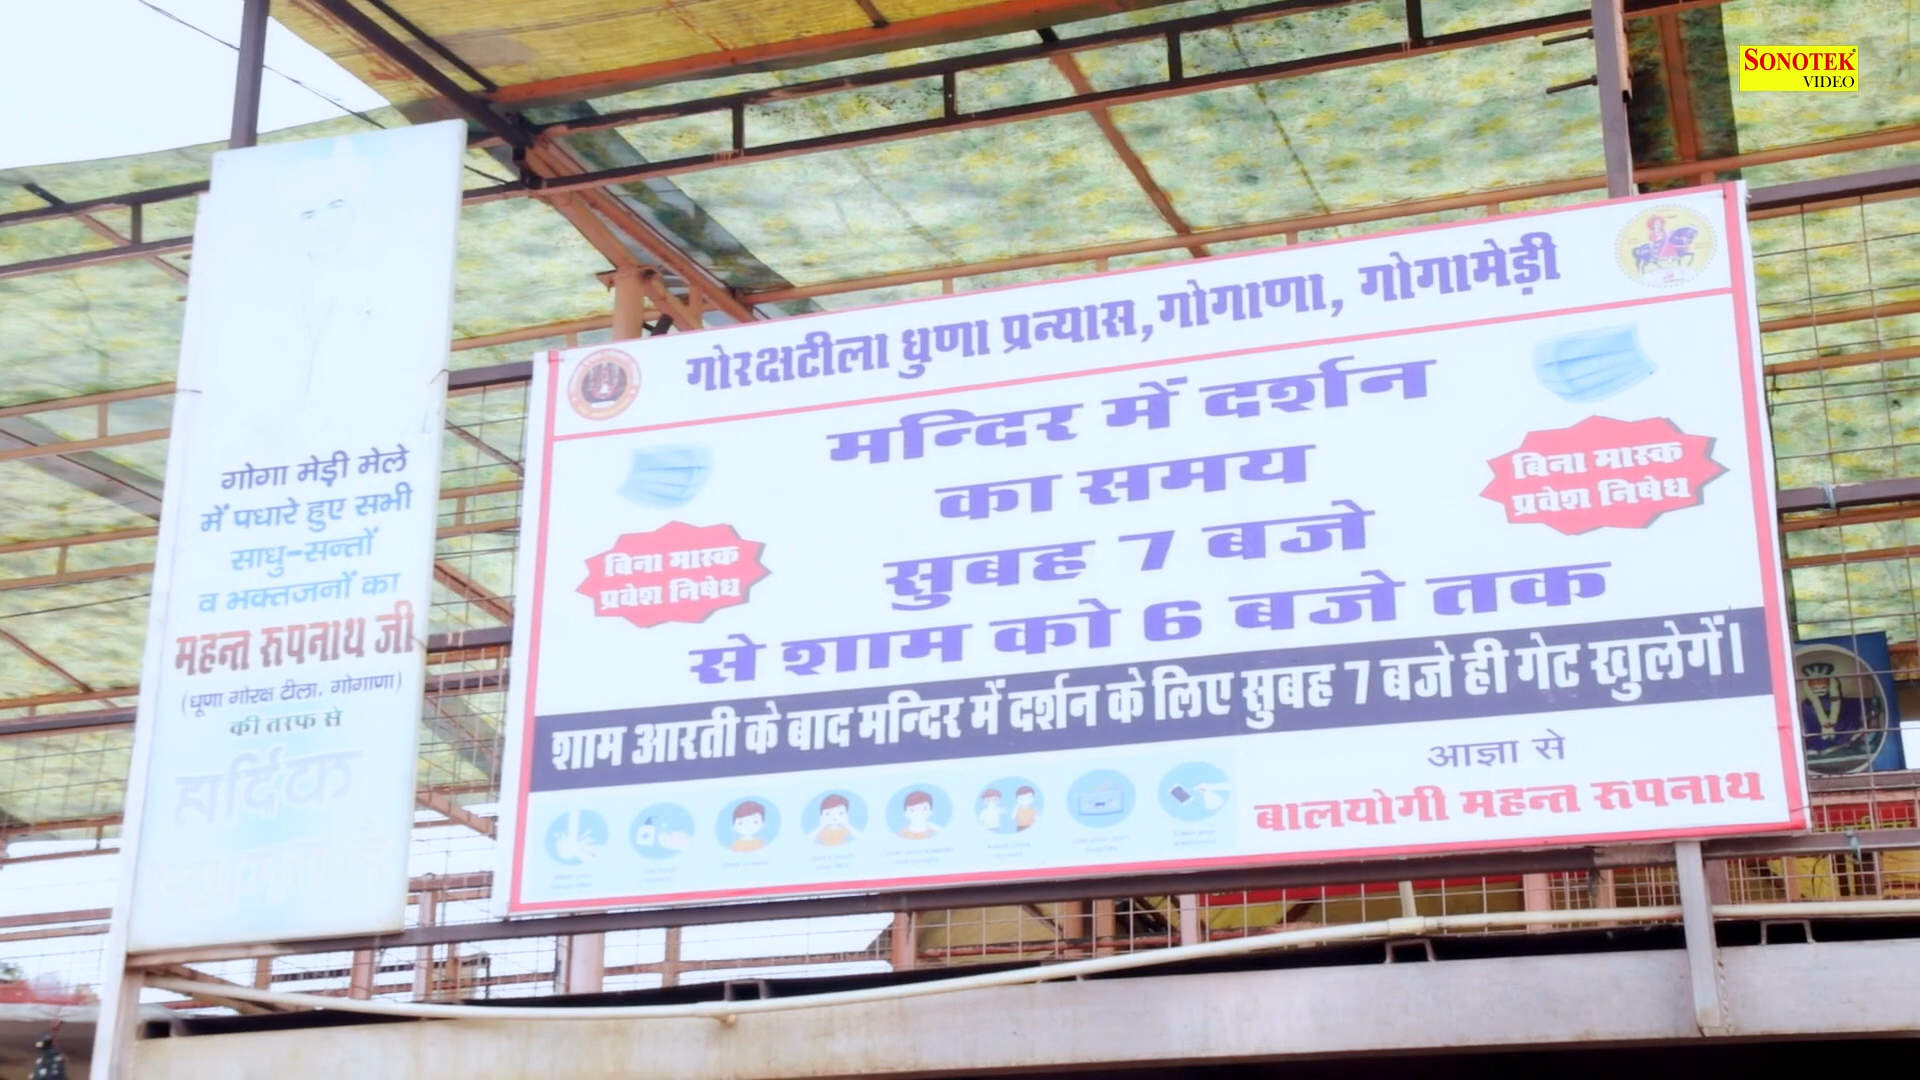 SONOTEK
VIDEO
गोगा मेड़ी मेले
में पधारे हुए सभी
साधु-सन्तों
व भक्तजनों का
महन्त रुपनाथ जी
(धूणा गोरक्ष टीला, गोगाणा)
की तरफ से
हार्दिक
गोरक्षटीला धुणा प्रन्यास, गोगाणा, गोगामेड़ी
मन्दिर में दर्शन
का समय
सुबह 7 बजे
से शाम को 6 बजे तक
बिना मास्क
प्रवेश निषेध
बिना मास्क
प्रवेश निषेध
शाम आरती के बाद मन्दिर में दर्शन के लिए सुबह 7 बजे ही गेट खुलेगें।
आज्ञा से
बालयोगी महन्त रुपनाथ